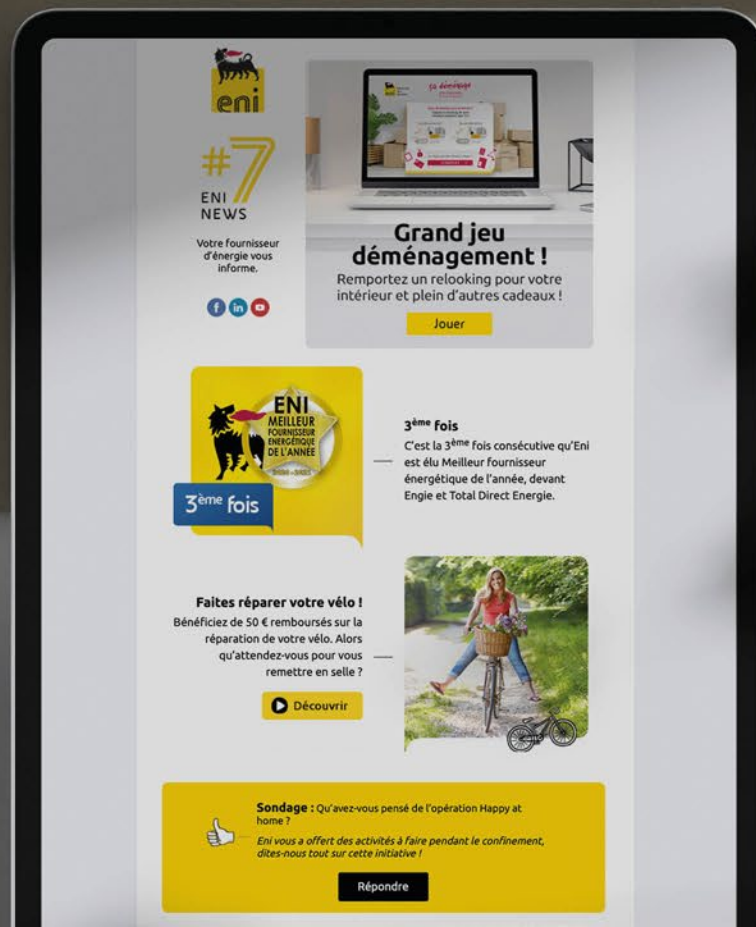 eni
#7
ENI
NEWS
Votre fournisseur
d'énergie vous
informe.
f in
ça déménage
Grand jeu
déménagement !
Remportez un relooking pour votre
intérieur et plein d'autres cadeaux !
Jouer
ENI
MEILLEUR
FOURNISSEUR
ENERGÉTIQUE
DE L'ANNÉE
3ème fois
3ème fois
C'est la 3ème fois consécutive qu'Eni
est élu Meilleur fournisseur
énergétique de l'année, devant
Engie et Total Direct Energie.
Faites réparer votre vélo !
Bénéficiez de 50 € remboursés sur la
réparation de votre vélo. Alors
qu'attendez-vous pour vous
remettre en selle ?
Découvrir
Sondage : Qu'avez-vous pensé de l'opération Happy at
home ?
Eni vous a offert des activités à faire pendant le confinement,
dites-nous tout sur cette initiative !
Répondre